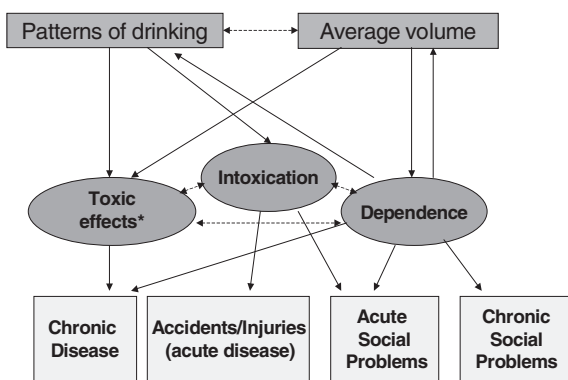 Patterns of drinking
Average volume
Intoxication
Toxic
effects*
Dependence
Chronic
Disease
Accidents/Injuries
(acute disease)
Acute
Social
Problems
Chronic
Social
Problems